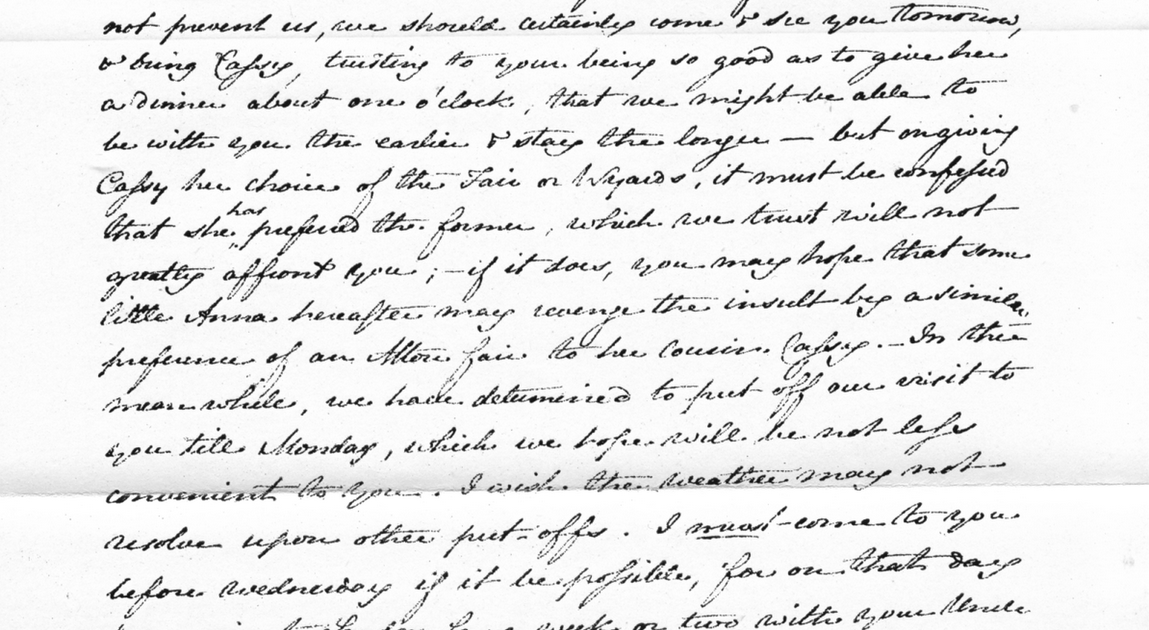 not prevent us, we should certainly come & see you tomorrow,
& bring Cassy, trusting to your being so good as to give her
a dinner about one o'clock, that we might be able to
be with you the earlier & stay the longer — but on giving
Cassy her choice of the Fair or Wyards, it must be confessed
that she has preferred the former, which we trust will not
greatly affront you; — if it does, you may hope that some
little Anna hereafter may revenge the insult by a similar
preference of an Alton fair to her Cousin Cassy. — In the
mean while, we have determined to put off our visit to
you till Monday, which we hope will be not less
convenient to you. I wish the weather may not
resolve upon other put-offs. I must come to you
before wednesday if it be possible, for on that day
to week or two with your Uncle